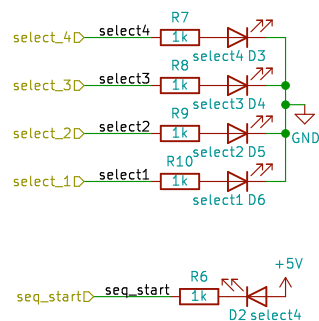 R7
select_4 select4 1k
select4 D3
R8
select_3 select3 1k
select3 D4
R9
select_2 select2 1k
GND
select2 D5
R10
select_1 select1 1k
select1 D6
+5V
R6
seq_start seq_start 1k
D2 select4